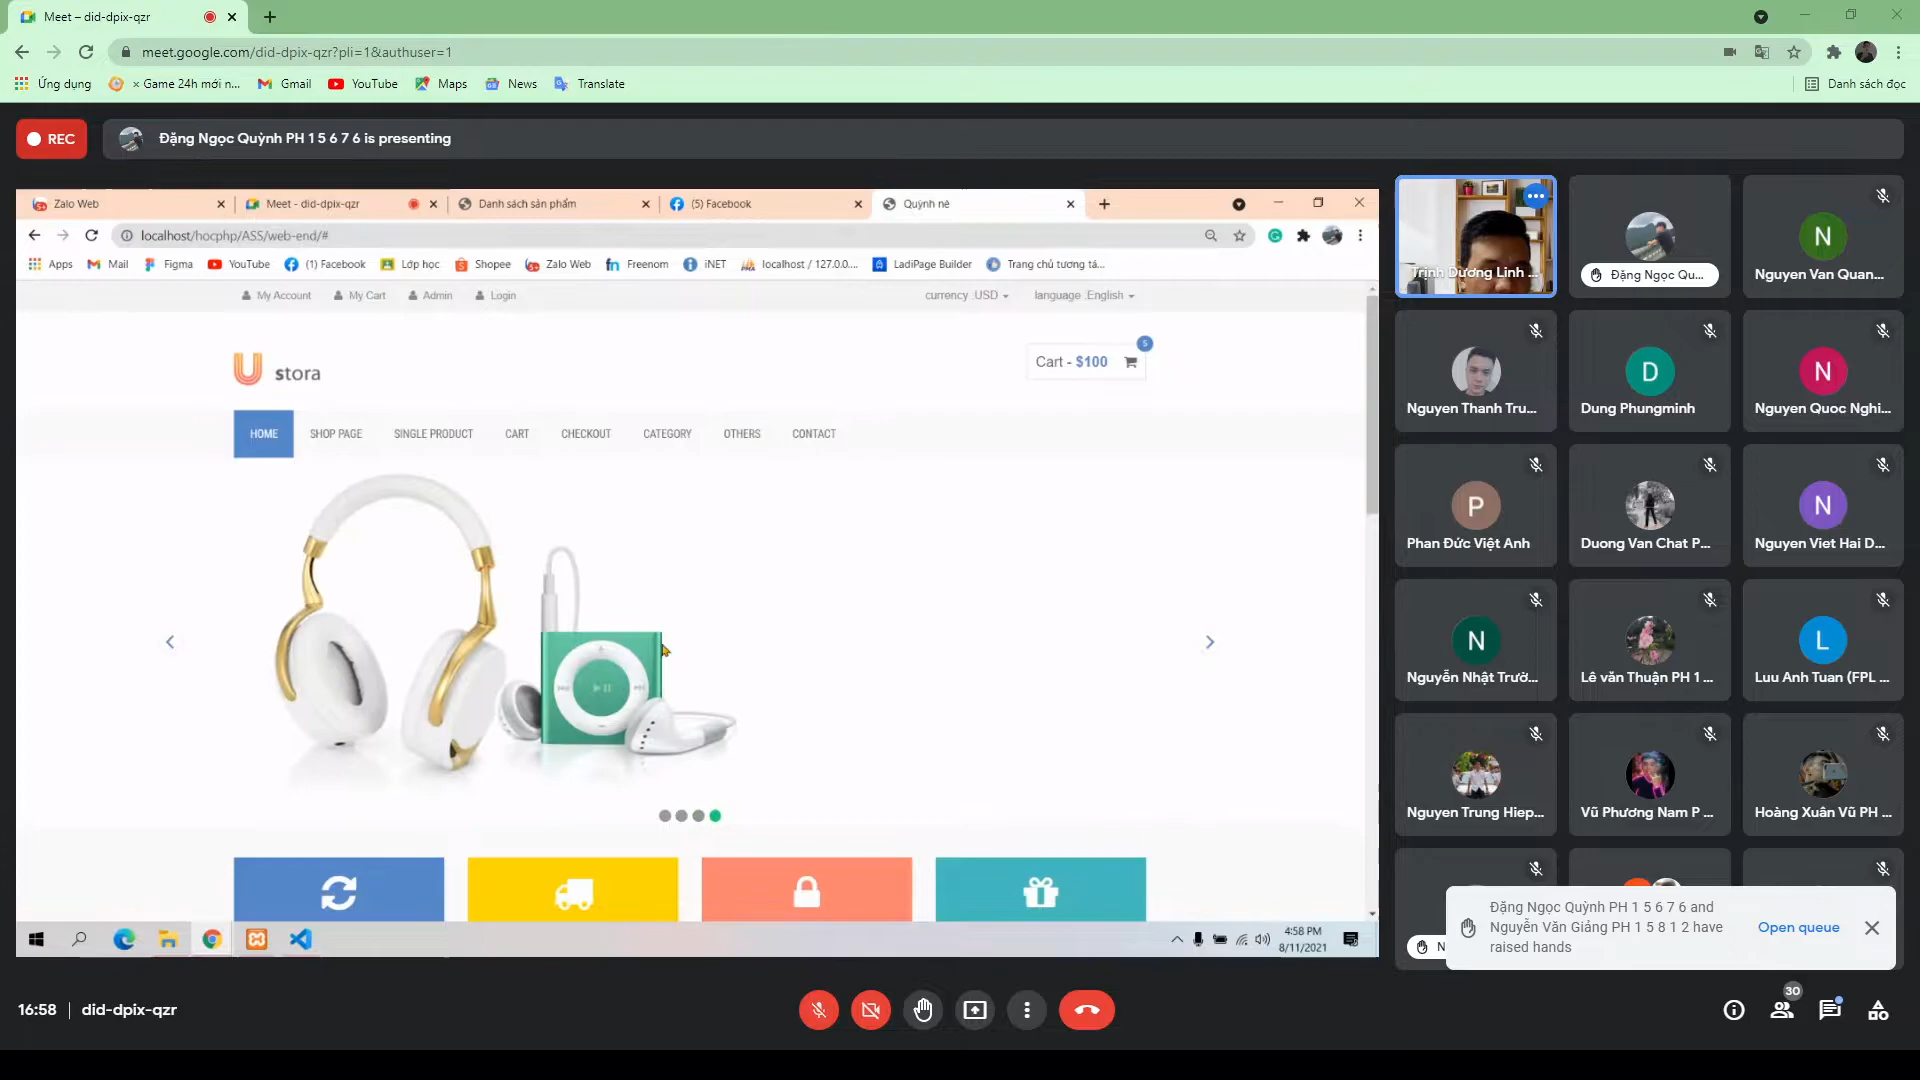 Meet – did-dpix-qzr
meet.google.com/did-dpix-qzr?pli=1&authuser=1
Ứng dụng
× Game 24h mới n...
Gmail
YouTube
Maps
News
Translate
Danh sách đọc
REC
Đặng Ngọc Quỳnh PH 1 5 6 7 6 is presenting
Zalo Web
Meet - did-dpix-qzr
Danh sách sản phẩm
(5) Facebook
Quỳnh nè
localhost/hocphp/ASS/web-end/#
Apps
Mail
Figma
YouTube
(1) Facebook
Lớp học
Shopee
Zalo Web
Freenom
iNET
localhost / 127.0.0....
LadiPage Builder
Trang chủ tương tá...
My Account
My Cart
Admin
Login
currency :USD
language :English
U stora
Cart - $100
5
HOME
SHOP PAGE
SINGLE PRODUCT
CART
CHECKOUT
CATEGORY
OTHERS
CONTACT
4:58 PM
8/11/2021
Trịnh Dương Linh ...
Đặng Ngọc Qu...
N
Nguyen Van Quan...
Nguyen Thanh Tru...
D
Dung Phungminh
N
Nguyen Quoc Nghi...
P
Phan Đức Việt Anh
Duong Van Chat P...
N
Nguyen Viet Hai D...
N
Nguyễn Nhật Trườ...
Lê văn Thuận PH 1 ...
L
Luu Anh Tuan (FPL ...
Nguyen Trung Hiep...
Vũ Phương Nam P ...
Hoàng Xuân Vũ PH ...
N
Đặng Ngọc Quỳnh PH 1 5 6 7 6 and
Nguyễn Văn Giảng PH 1 5 8 1 2 have
raised hands
Open queue
16:58
did-dpix-qzr
30